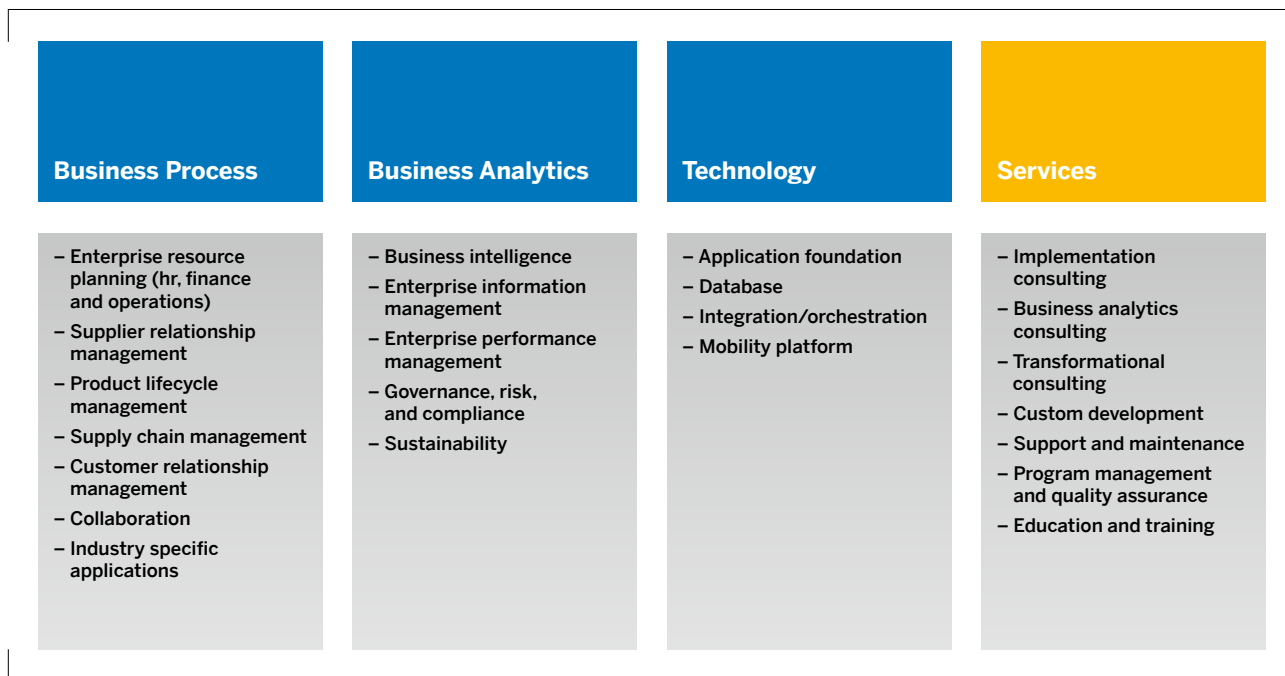 Business Process
– Enterprise resource
planning (hr, finance
and operations)
– Supplier relationship
management
– Product lifecycle
management
– Supply chain management
– Customer relationship
management
– Collaboration
– Industry specific
applications
Business Analytics
– Business intelligence
– Enterprise information
management
– Enterprise performance
management
– Governance, risk,
and compliance
– Sustainability
Technology
– Application foundation
– Database
– Integration/orchestration
– Mobility platform
Services
– Implementation
consulting
– Business analytics
consulting
– Transformational
consulting
– Custom development
– Support and maintenance
– Program management
and quality assurance
– Education and training